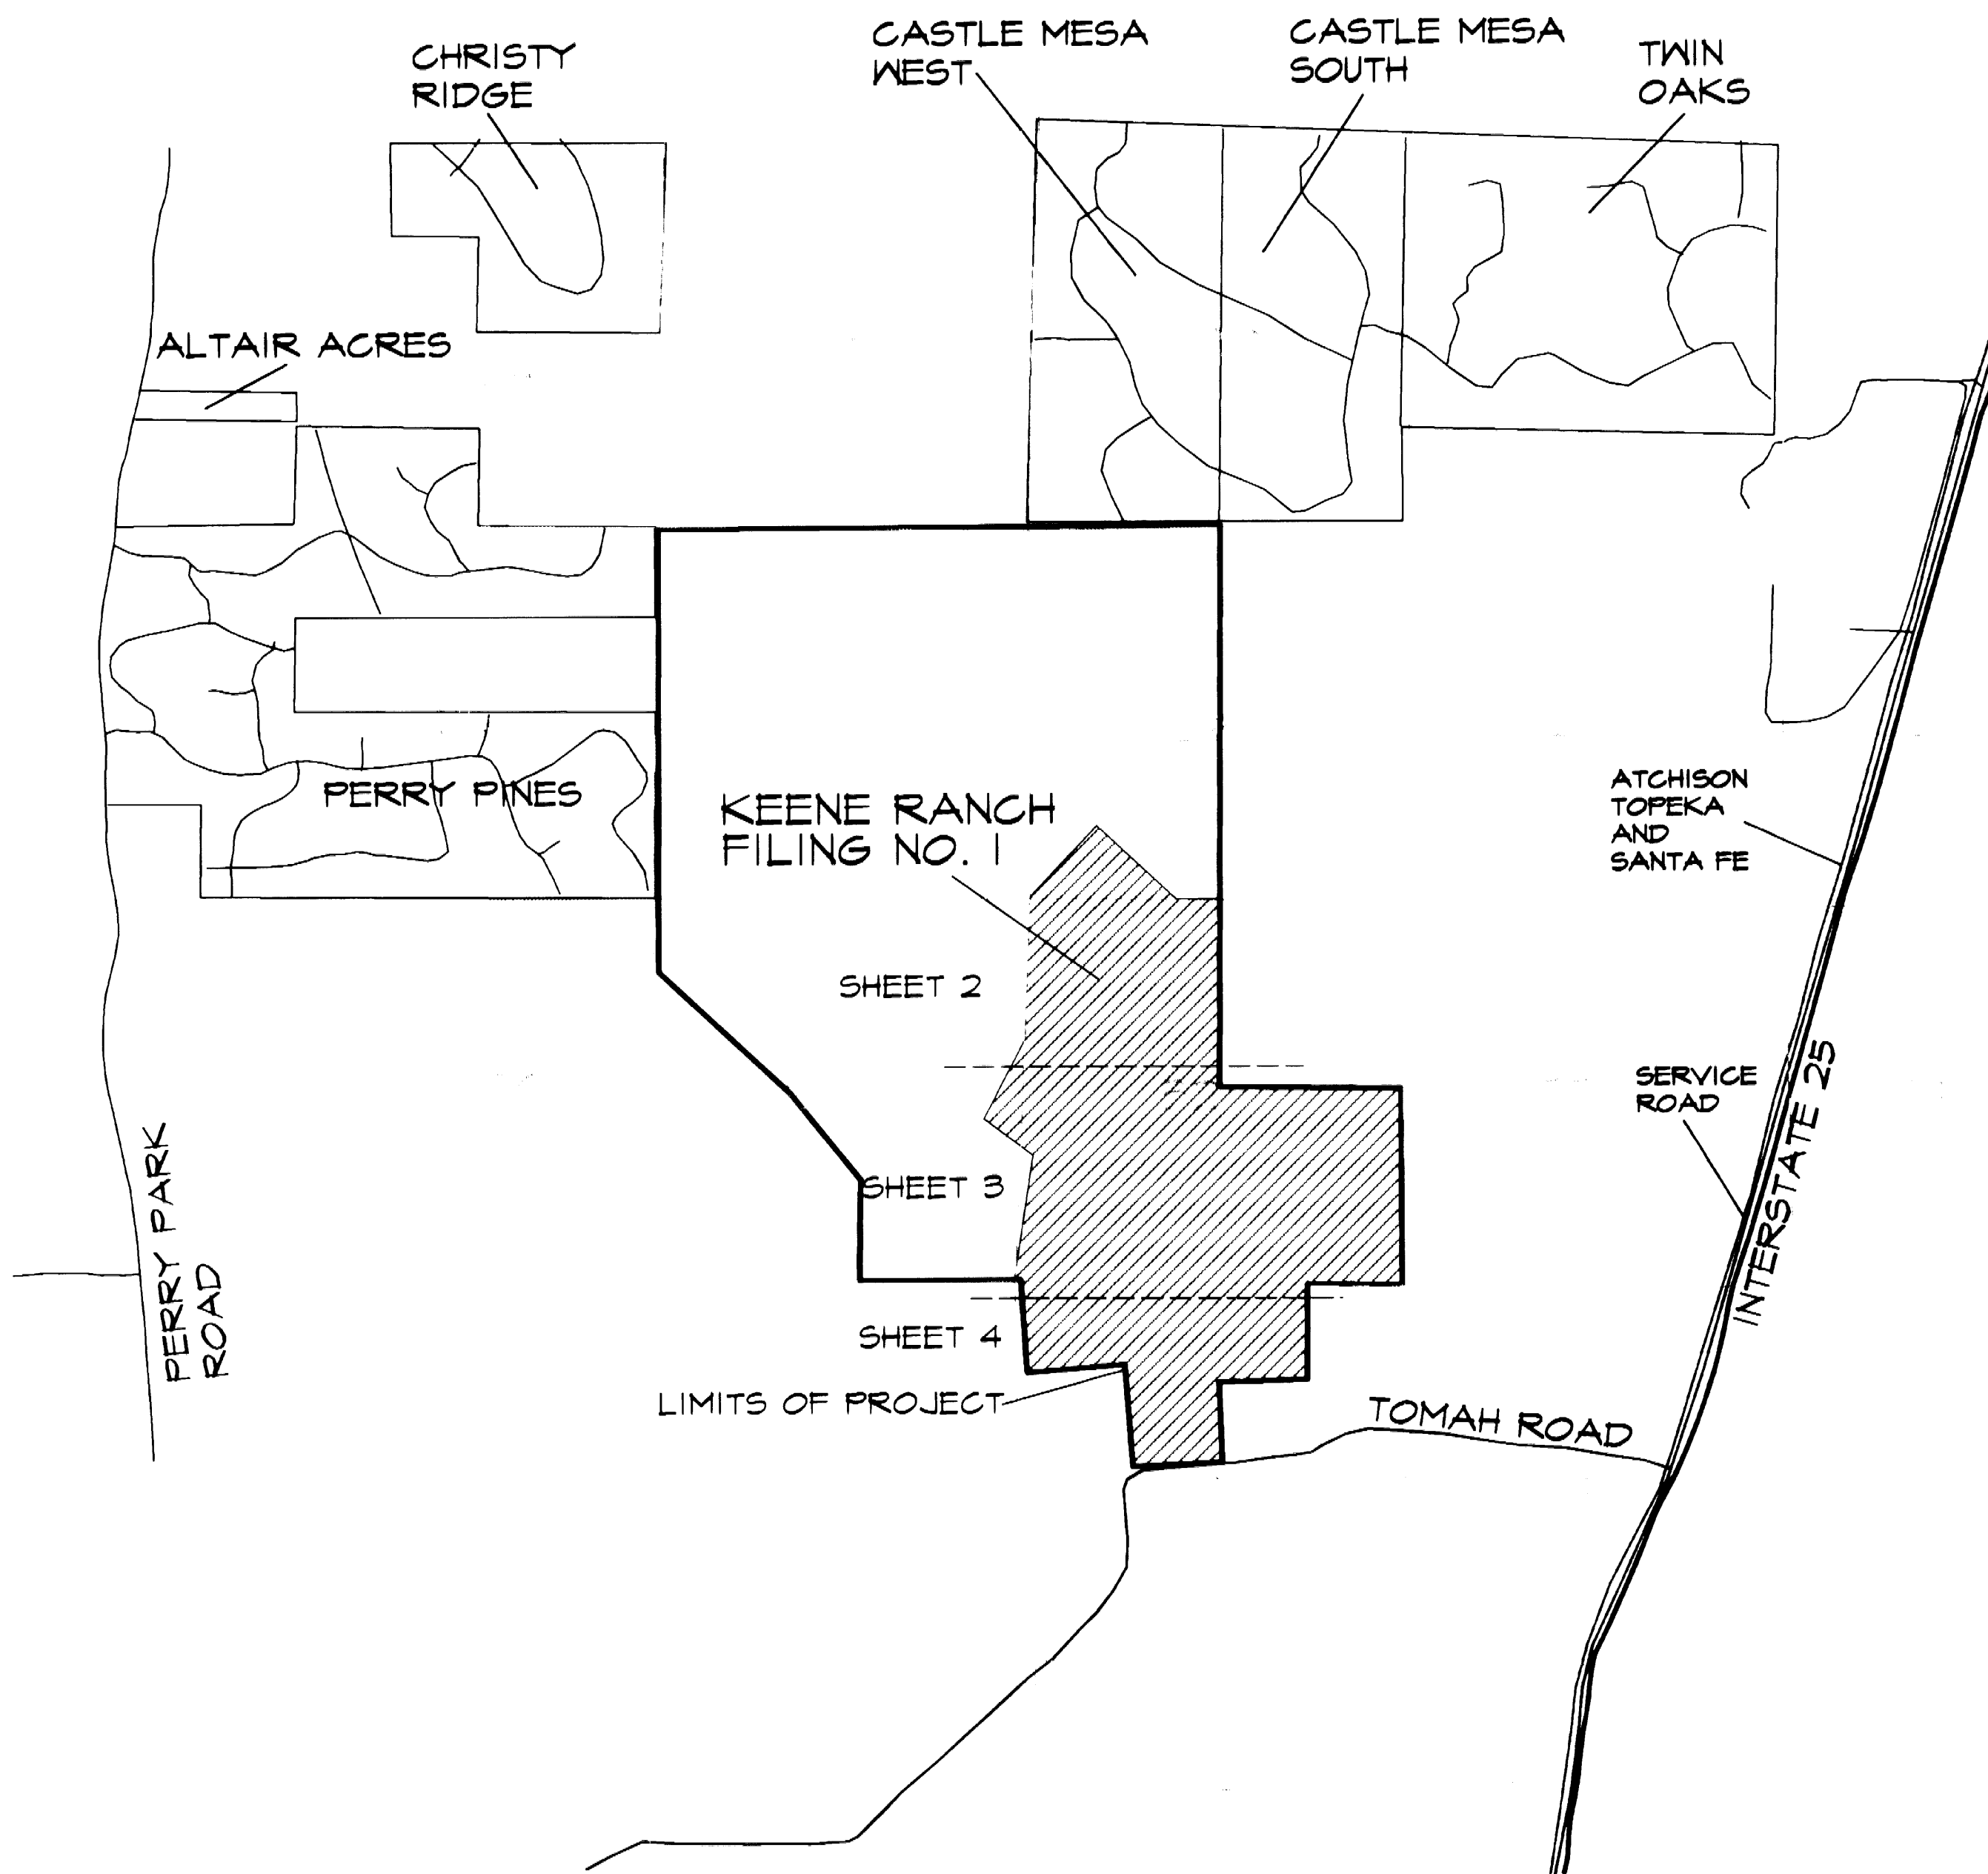 CASTLE MESA
WEST
CASTLE MESA
SOUTH
CHRISTY
RIDGE
TWIN
OAKS
ALTAIR ACRES
PERRY PINES
KEENE RANCH
FILING NO. 1
ATCHISON
TOPEKA
AND
SANTA FE
SHEET 2
SERVICE
ROAD
INTERSTATE 25
SHEET 3
PERRY PARK
ROAD
SHEET 4
LIMITS OF PROJECT
TOMAH ROAD